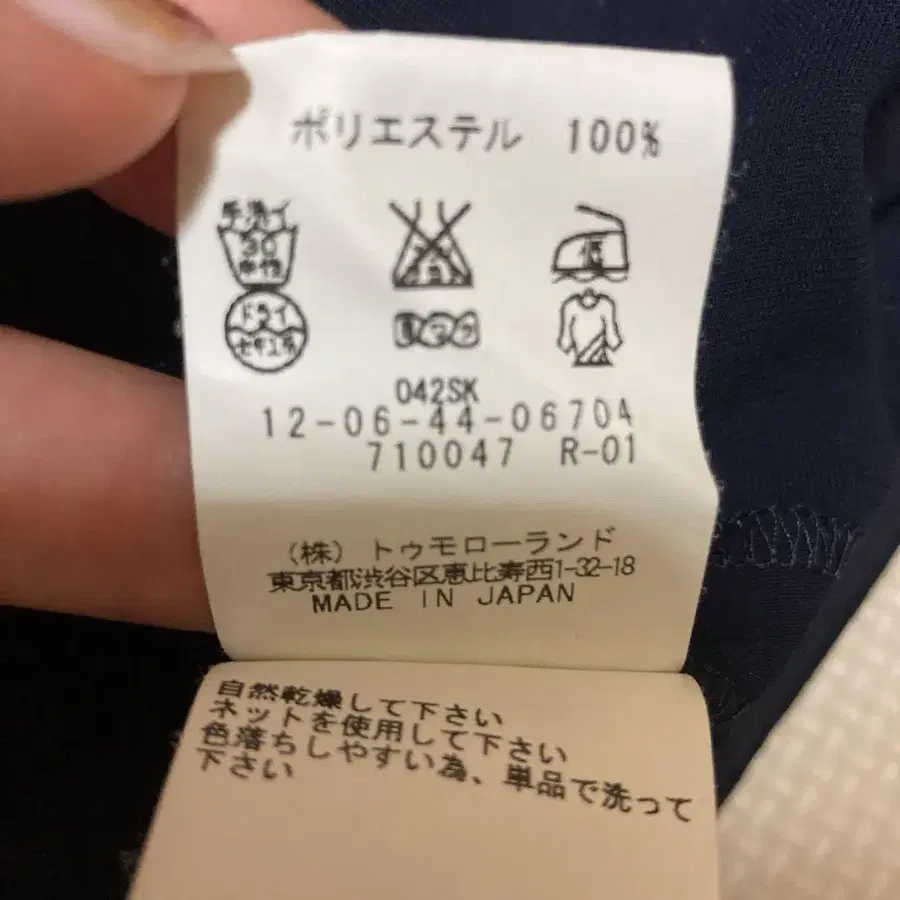 ポリエステル 100%
手洗イ
30
中性
低
ドライ
セキユ系
042SK
12-06-44-0670A
710047 R-01
（株）トゥモローランド
東京都渋谷区恵比寿西1-32-18
MADE IN JAPAN
自然乾燥して下さい
ネットを使用して下さい
色落ちしやすい為、単品で洗って
下さい